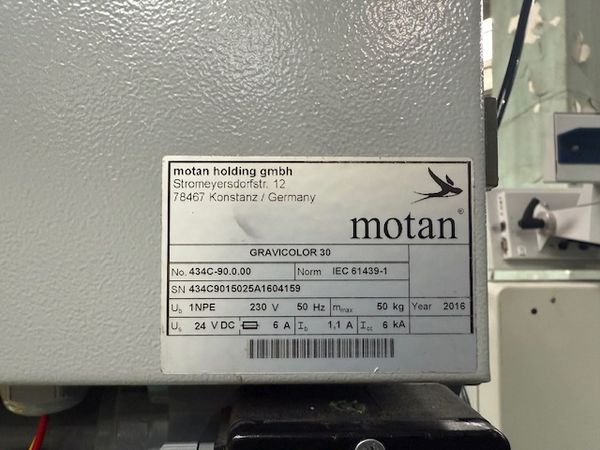 motan holding gmbh
Stromeyersdorfstr. 12
78467 Konstanz / Germany
motan®
GRAVICOLOR 30
No. 434C-90.0.00 Norm IEC 61439-1
SN 434C9015025A1604159
Ub 1NPE 230 V 50 Hz mmax 50 kg Year 2016
Us 24 V DC 6 A Ib 1,1 A Icc 6 kA